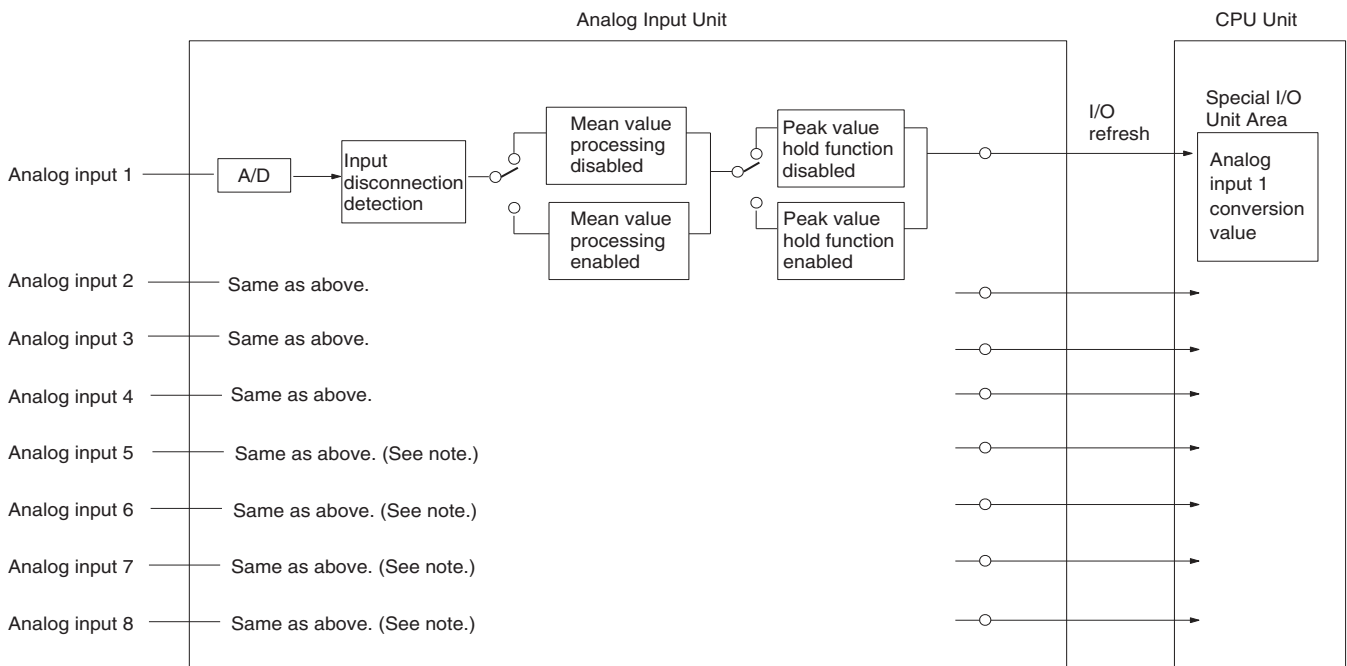 Analog Input Unit
CPU Unit
I/O
refresh
Special I/O
Unit Area
Analog input 1
A/D
Input
disconnection
detection
Mean value
processing
disabled
Mean value
processing
enabled
Peak value
hold function
disabled
Peak value
hold function
enabled
Analog
input 1
conversion
value
Analog input 2
Same as above.
Analog input 3
Same as above.
Analog input 4
Same as above.
Analog input 5
Same as above. (See note.)
Analog input 6
Same as above. (See note.)
Analog input 7
Same as above. (See note.)
Analog input 8
Same as above. (See note.)